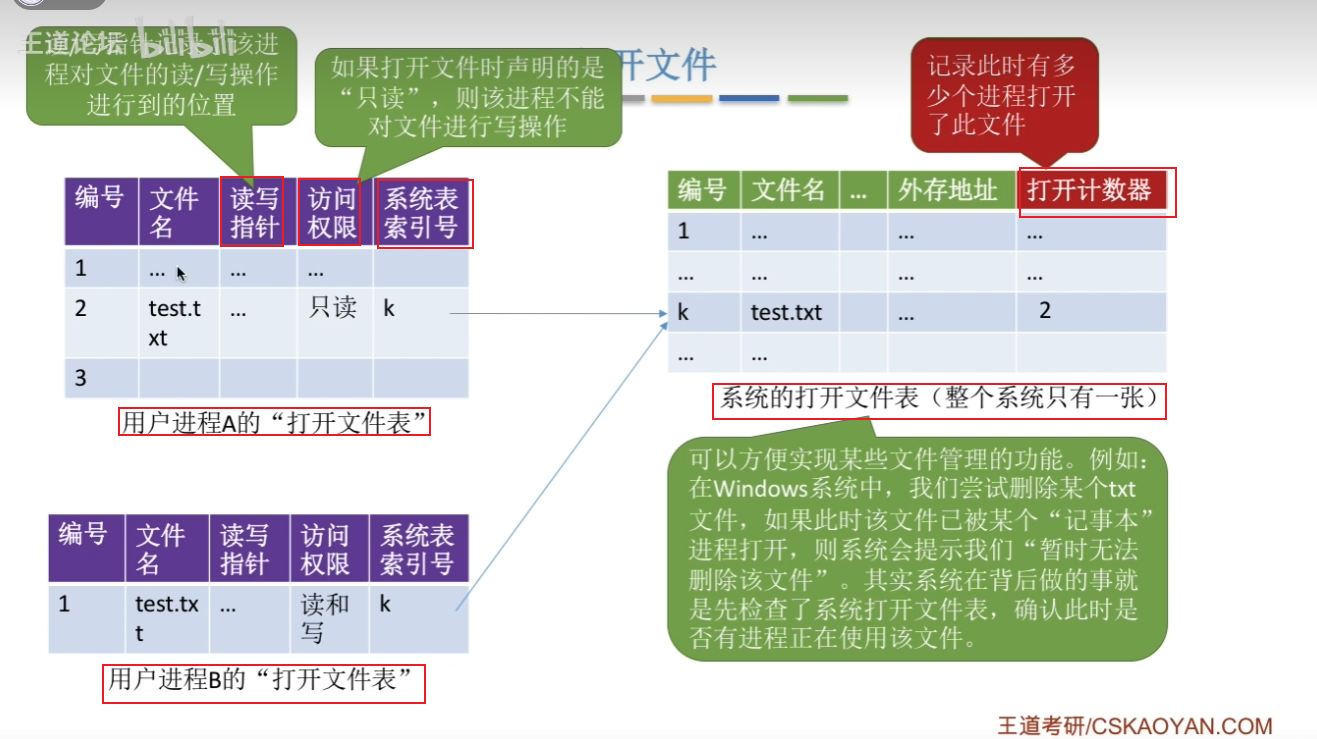 王道论坛 bilibili
该进
程对文件的读/写操作
进行到的位置
如果打开文件时声明的是
“只读”，则该进程不能
对文件进行写操作
开文件
记录此时有多
少个进程打开
了此文件
编号 文件名 读写指针 访问权限 系统表索引号
1 ... ... ...
2 test.txt ... 只读 k
3
用户进程A的“打开文件表”
编号 文件名 ... 外存地址 打开计数器
1 ... ... ...
... ... ... ...
k test.txt ... 2
... ...
系统的打开文件表（整个系统只有一张）
可以方便实现某些文件管理的功能。例如：
在Windows系统中，我们尝试删除某个txt
文件，如果此时该文件已被某个“记事本”
进程打开，则系统会提示我们“暂时无法
删除该文件”。其实系统在背后做的事就
是先检查了系统打开文件表，确认此时是
否有进程正在使用该文件。
编号 文件名 读写指针 访问权限 系统表索引号
1 test.txt ... 读和写 k
用户进程B的“打开文件表”
王道考研/CSKAOYAN.COM